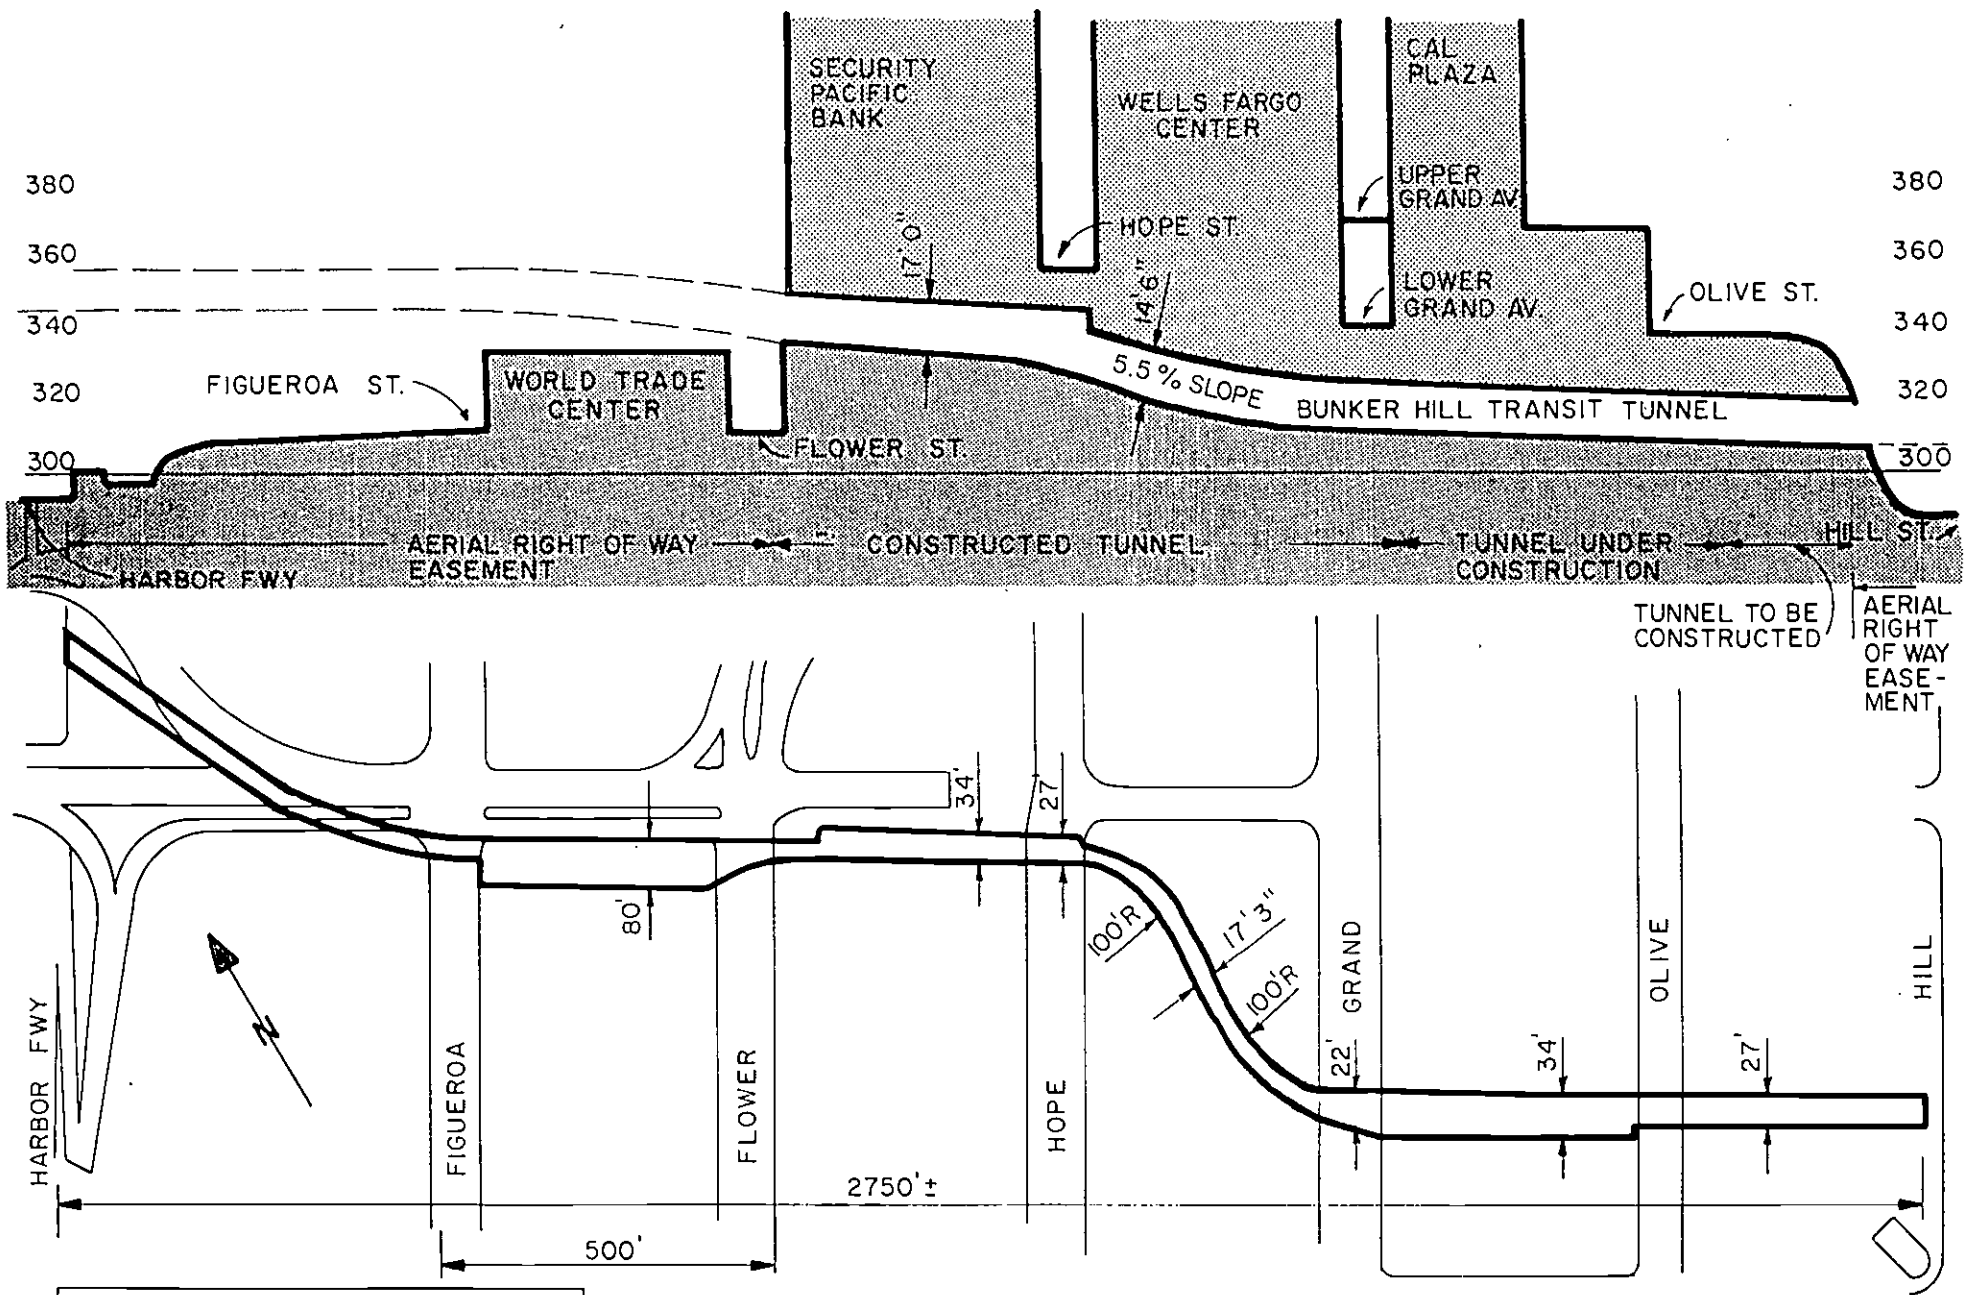 SECURITY
PACIFIC
BANK
WELLS FARGO
CENTER
CAL
PLAZA
UPPER
GRAND AV.
HOPE ST.
LOWER
GRAND AV.
OLIVE ST.
380
360
340
320
300
380
360
340
320
300
17'0"
14'6"
5.5% SLOPE
BUNKER HILL TRANSIT TUNNEL
FIGUEROA ST.
WORLD TRADE
CENTER
FLOWER ST.
HILL ST.
AERIAL RIGHT OF WAY
EASEMENT
CONSTRUCTED TUNNEL
TUNNEL UNDER
CONSTRUCTION
HARBOR FWY
TUNNEL TO BE
CONSTRUCTED
AERIAL
RIGHT
OF WAY
EASE-
MENT
34'
27'
80'
100'R
17'3"
100'R
22'
34'
27'
N
HARBOR FWY
FIGUEROA
FLOWER
HOPE
GRAND
OLIVE
HILL
2750'±
500'